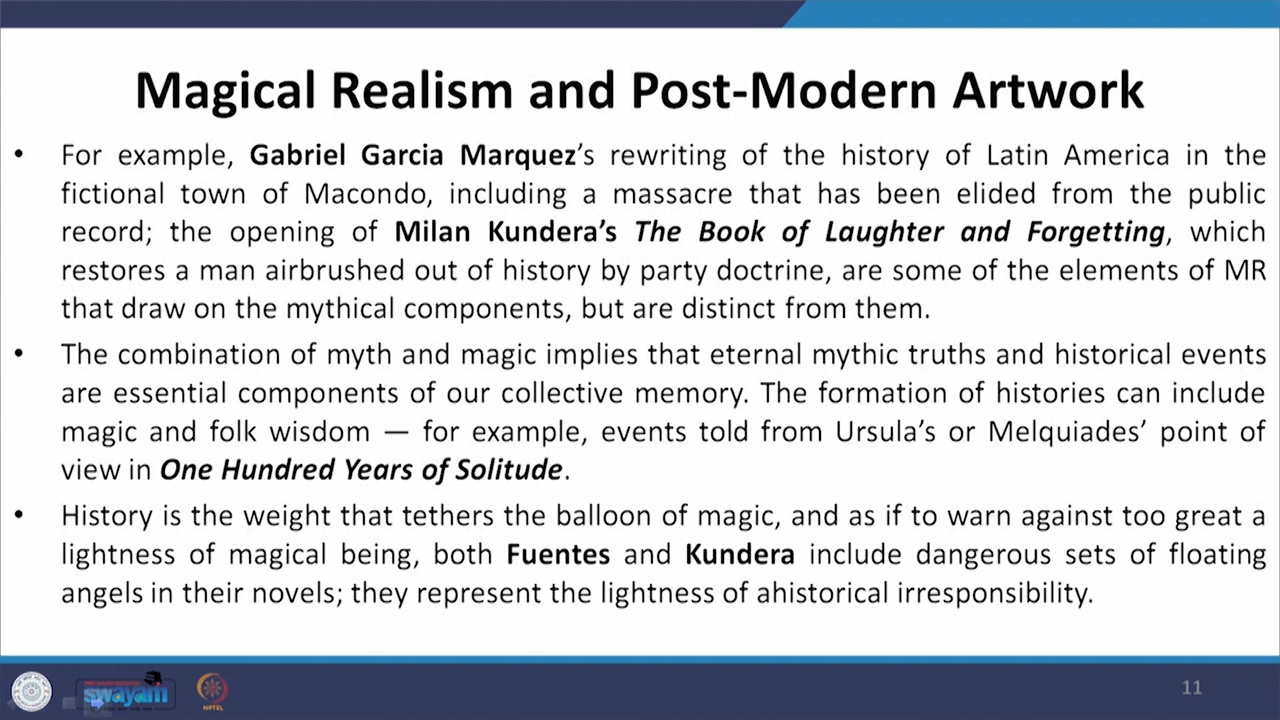 Magical Realism and Post-Modern Artwork
• For example, Gabriel Garcia Marquez's rewriting of the history of Latin America in the
fictional town of Macondo, including a massacre that has been elided from the public
record; the opening of Milan Kundera's The Book of Laughter and Forgetting, which
restores a man airbrushed out of history by party doctrine, are some of the elements of MR
that draw on the mythical components, but are distinct from them.
• The combination of myth and magic implies that eternal mythic truths and historical events
are essential components of our collective memory. The formation of histories can include
magic and folk wisdom — for example, events told from Ursula's or Melquiades' point of
view in One Hundred Years of Solitude.
• History is the weight that tethers the balloon of magic, and as if to warn against too great a
lightness of magical being, both Fuentes and Kundera include dangerous sets of floating
angels in their novels; they represent the lightness of ahistorical irresponsibility.
swayam
NPTEL
11